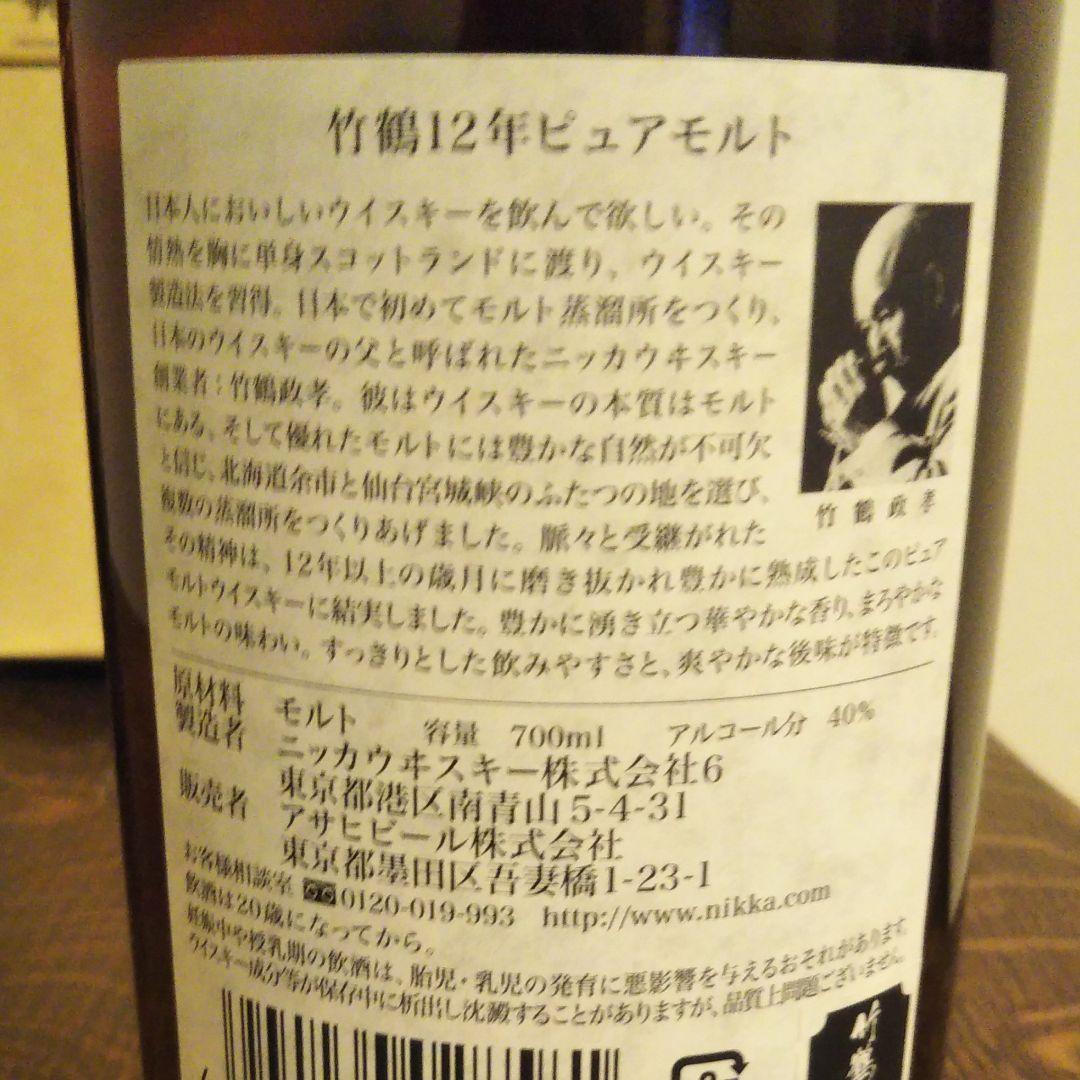 竹鶴12年ピュアモルト
日本人においしいウイスキーを飲んで欲しい。その
情熱を胸に単身スコットランドに渡り、ウイスキー
製造法を習得。日本で初めてモルト蒸溜所をつくり、
日本のウイスキーの父と呼ばれたニッカウヰスキー
創業者：竹鶴政孝。彼はウイスキーの本質はモルト
にある、そして優れたモルトには豊かな自然が不可欠
と信じ、北海道余市と仙台宮城峡のふたつの地を選び、
複数の蒸溜所をつくりあげました。脈々と受継がれた
その精神は、12年以上の歳月に磨き抜かれ豊かに熟成したこのピュア
モルトウイスキーに結実しました。豊かに湧き立つ華やかな香り、まろやかな
モルトの味わい。すっきりとした飲みやすさと、爽やかな後味が特徴です。
竹鶴政孝
原材料 モルト 容量 700ml アルコール分 40%
製造者 ニッカウヰスキー株式会社6
東京都港区南青山5-4-31
販売者 アサヒビール株式会社
東京都墨田区吾妻橋1-23-1
お客様相談室 0120-019-993 http://www.nikka.com
飲酒は20歳になってから。
妊娠中や授乳期の飲酒は、胎児・乳児の発育に悪影響を与えるおそれがあります。
ウイスキー成分等が保存中に析出し沈澱することがありますが、品質上問題ございません。
竹鶴